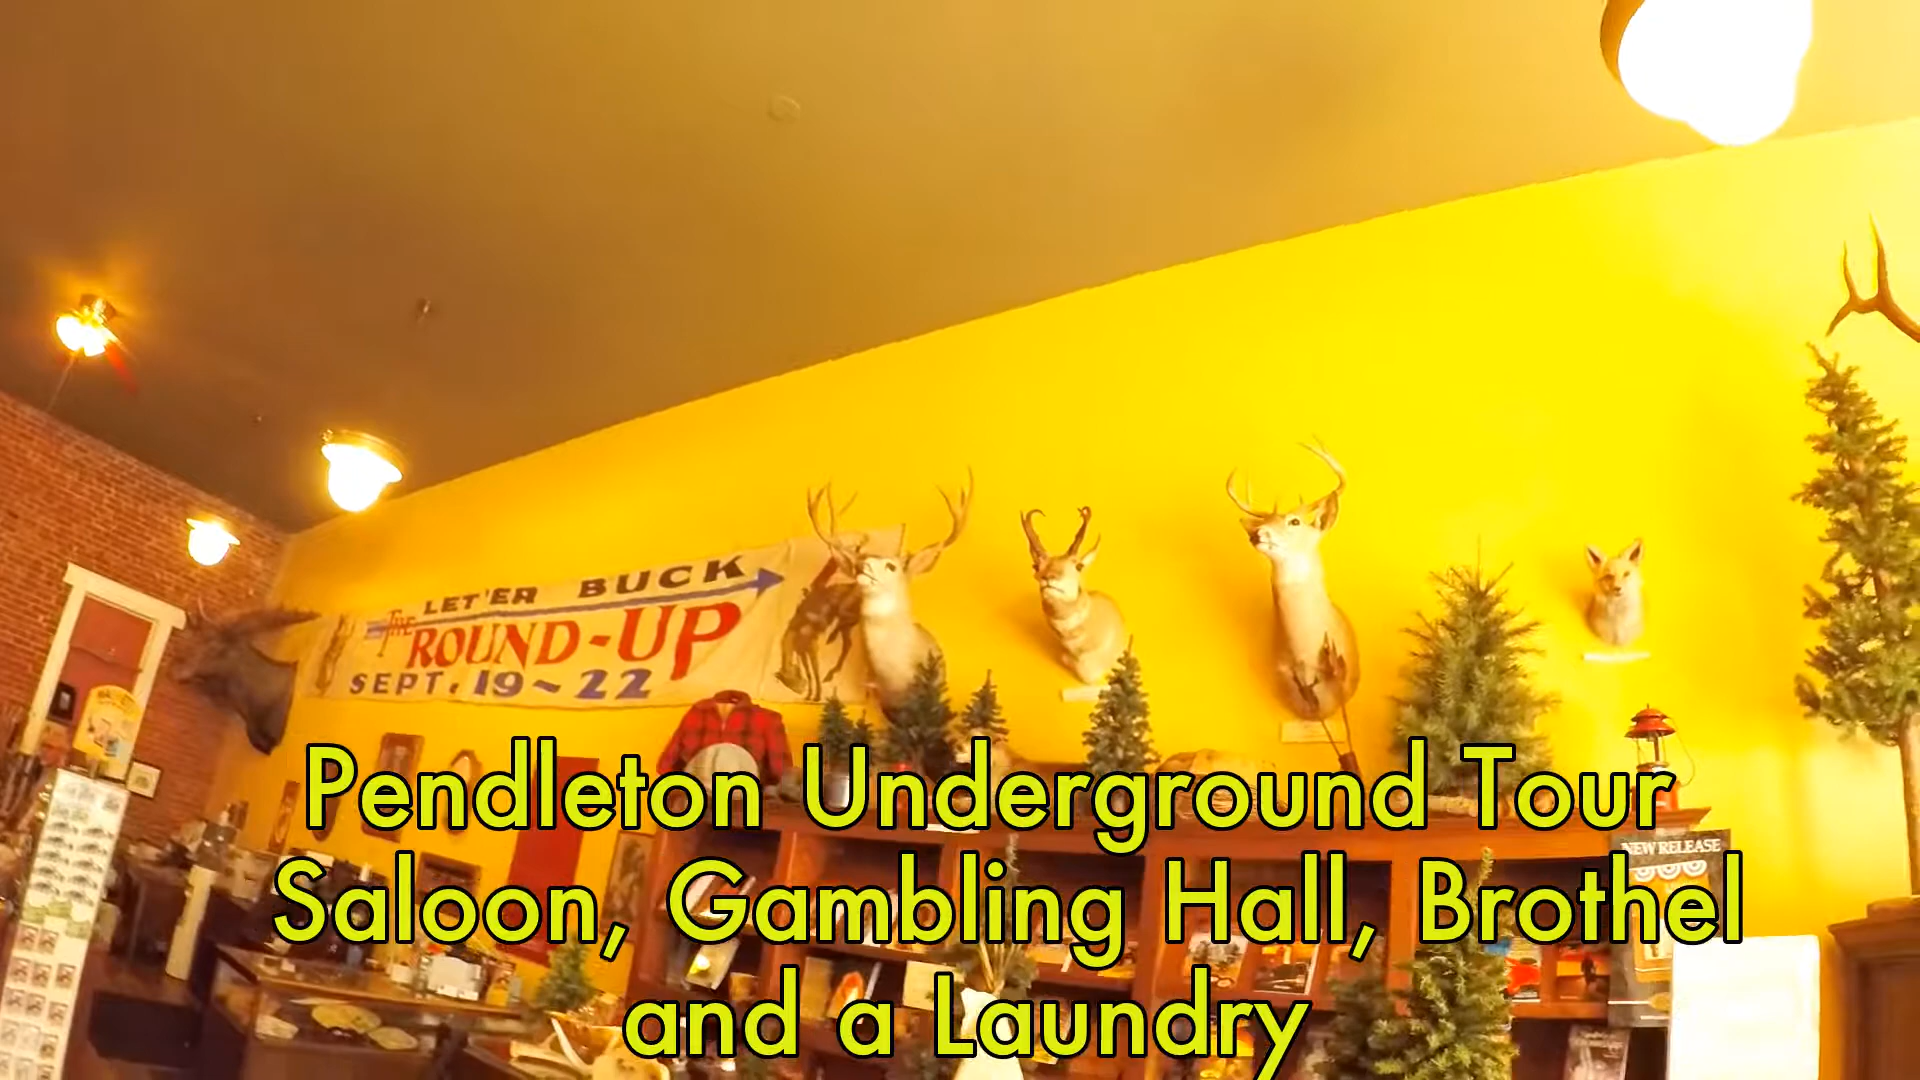 LET'ER BUCK
The ROUND-UP
SEPT. 19~22
Pendleton Underground Tour
NEW RELEASE
Saloon, Gambling Hall, Brothel
and a Laundry